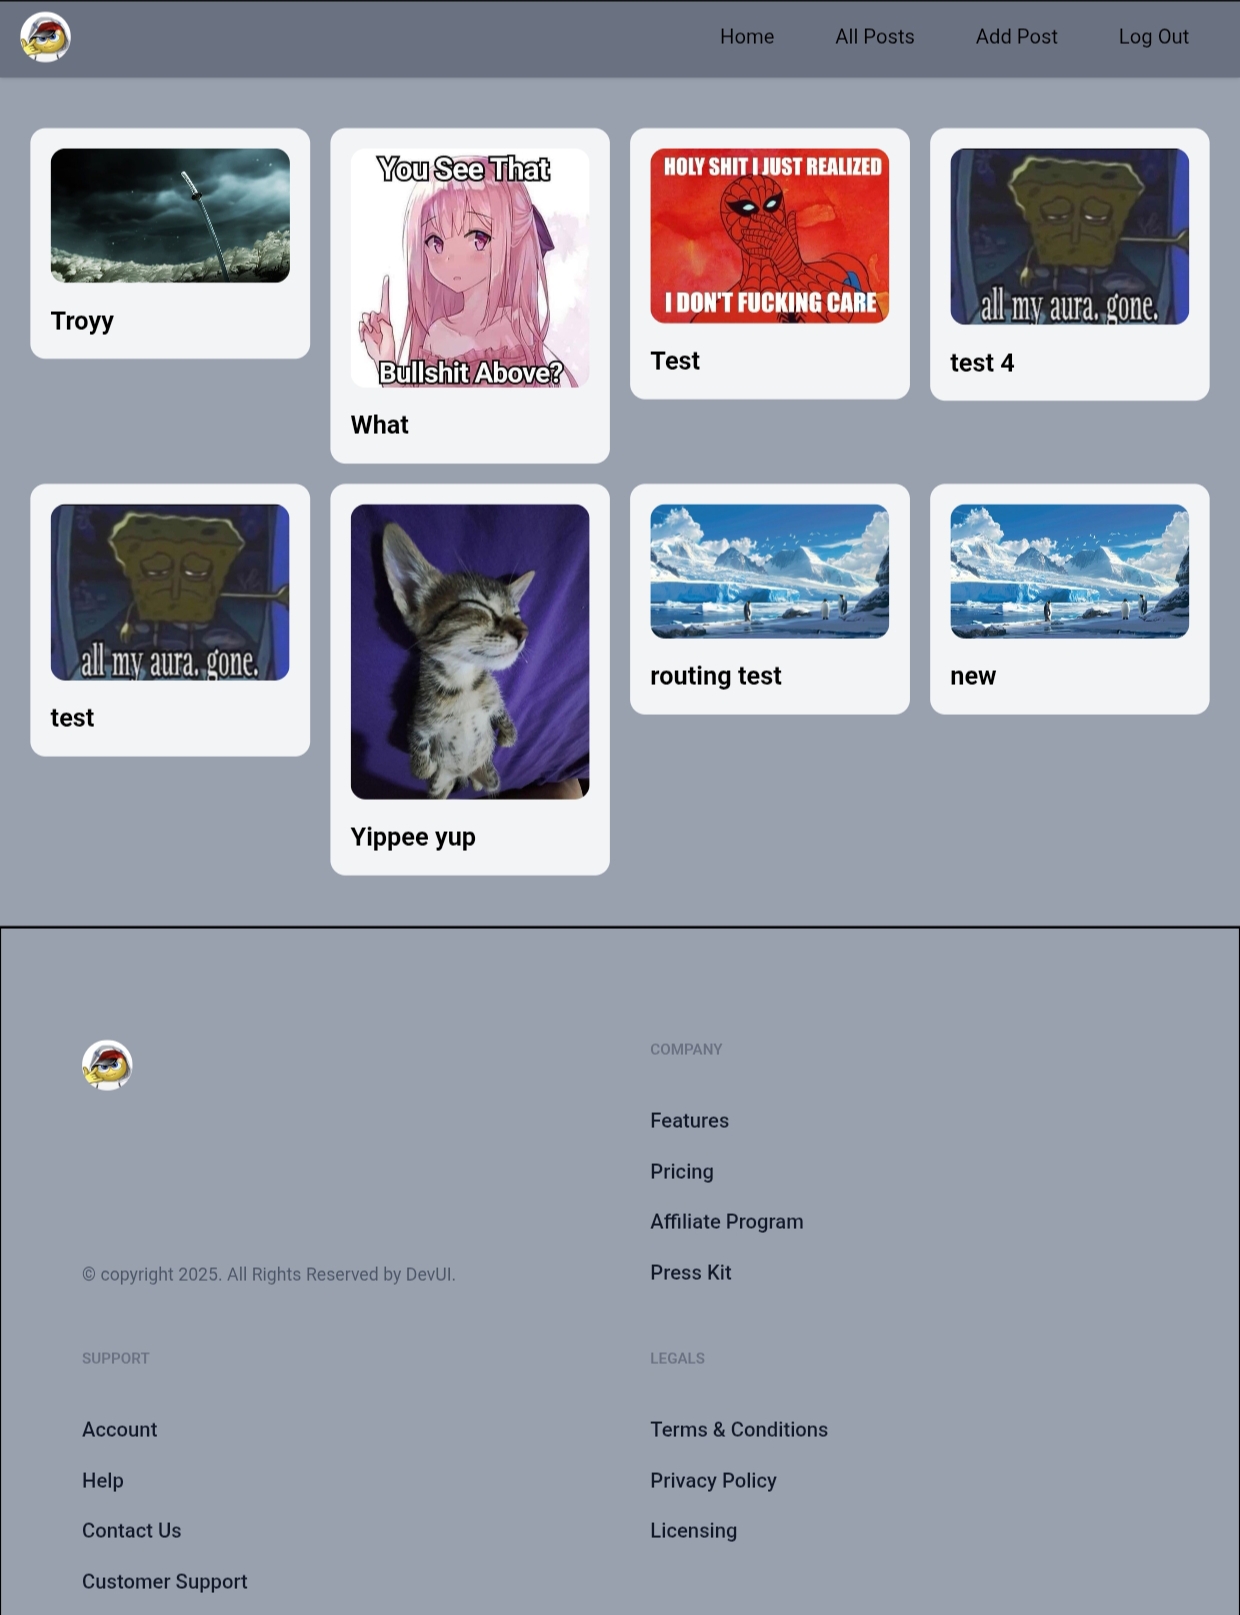 Home
All Posts
Add Post
Log Out
Troyy
You See That
Bullshit Above?
What
HOLY SHIT I JUST REALIZED
I DON'T FUCKING CARE
Test
all my aura. gone.
test 4
all my aura. gone.
test
Yippee yup
routing test
new
COMPANY
Features
Pricing
Affiliate Program
Press Kit
© copyright 2025. All Rights Reserved by DevUI.
SUPPORT
Account
Help
Contact Us
Customer Support
LEGALS
Terms & Conditions
Privacy Policy
Licensing